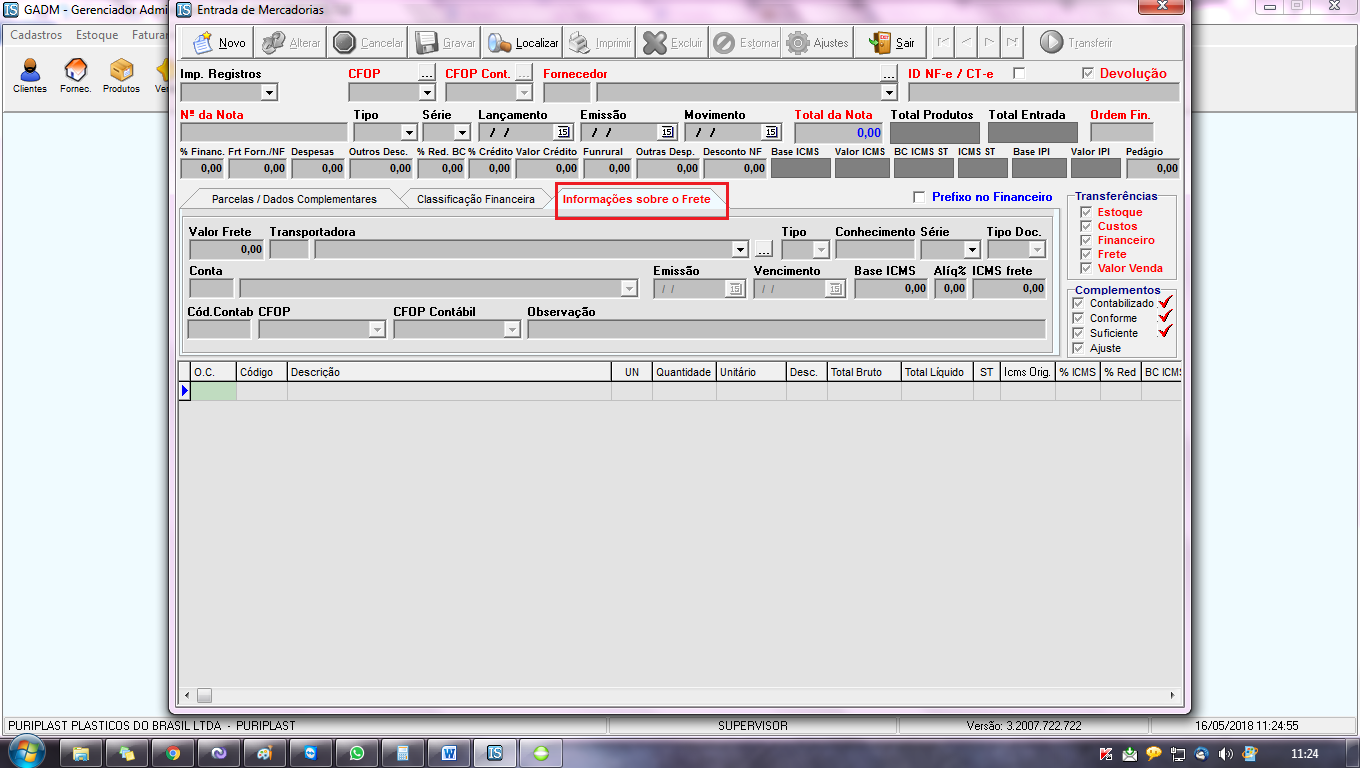 GADM - Gerenciador Admi
Entrada de Mercadorias
Cadastros Estoque Fatura
Novo Alterar Cancelar Gravar Localizar Imprimir Excluir Estornar Ajustes Sair Transferir
Clientes Fornec. Produtos
Imp. Registros CFOP ... CFOP Cont. ... Fornecedor ... ID NF-e / CT-e Devolução
Nº da Nota Tipo Série Lançamento Emissão Movimento Total da Nota Total Produtos Total Entrada Ordem Fin.
/ / 15 / / 15 / / 15 0,00
% Financ. Frt Forn./NF Despesas Outros Desc. % Red. BC % Crédito Valor Crédito Funrural Outras Desp. Desconto NF Base ICMS Valor ICMS BC ICMS ST ICMS ST Base IPI Valor IPI Pedágio
0,00 0,00 0,00 0,00 0,00 0,00 0,00 0,00 0,00 0,00 0,00
Parcelas / Dados Complementares Classificação Financeira Informações sobre o Frete Prefixo no Financeiro
Transferências
Estoque
Custos
Financeiro
Frete
Valor Venda
Valor Frete Transportadora Tipo Conhecimento Série Tipo Doc.
0,00 ...
Conta Emissão Vencimento Base ICMS Alíq% ICMS frete
/ / 15 / / 15 0,00 0,00 0,00
Cód.Contab CFOP CFOP Contábil Observação
Complementos
Contabilizado
Conforme
Suficiente
Ajuste
O.C. Código Descrição UN Quantidade Unitário Desc. Total Bruto Total Líquido ST Icms Orig. % ICMS % Red BC ICM
PURIPLAST PLASTICOS DO BRASIL LTDA - PURIPLAST SUPERVISOR Versão: 3.2007.722.722 16/05/2018 11:24:55
11:24